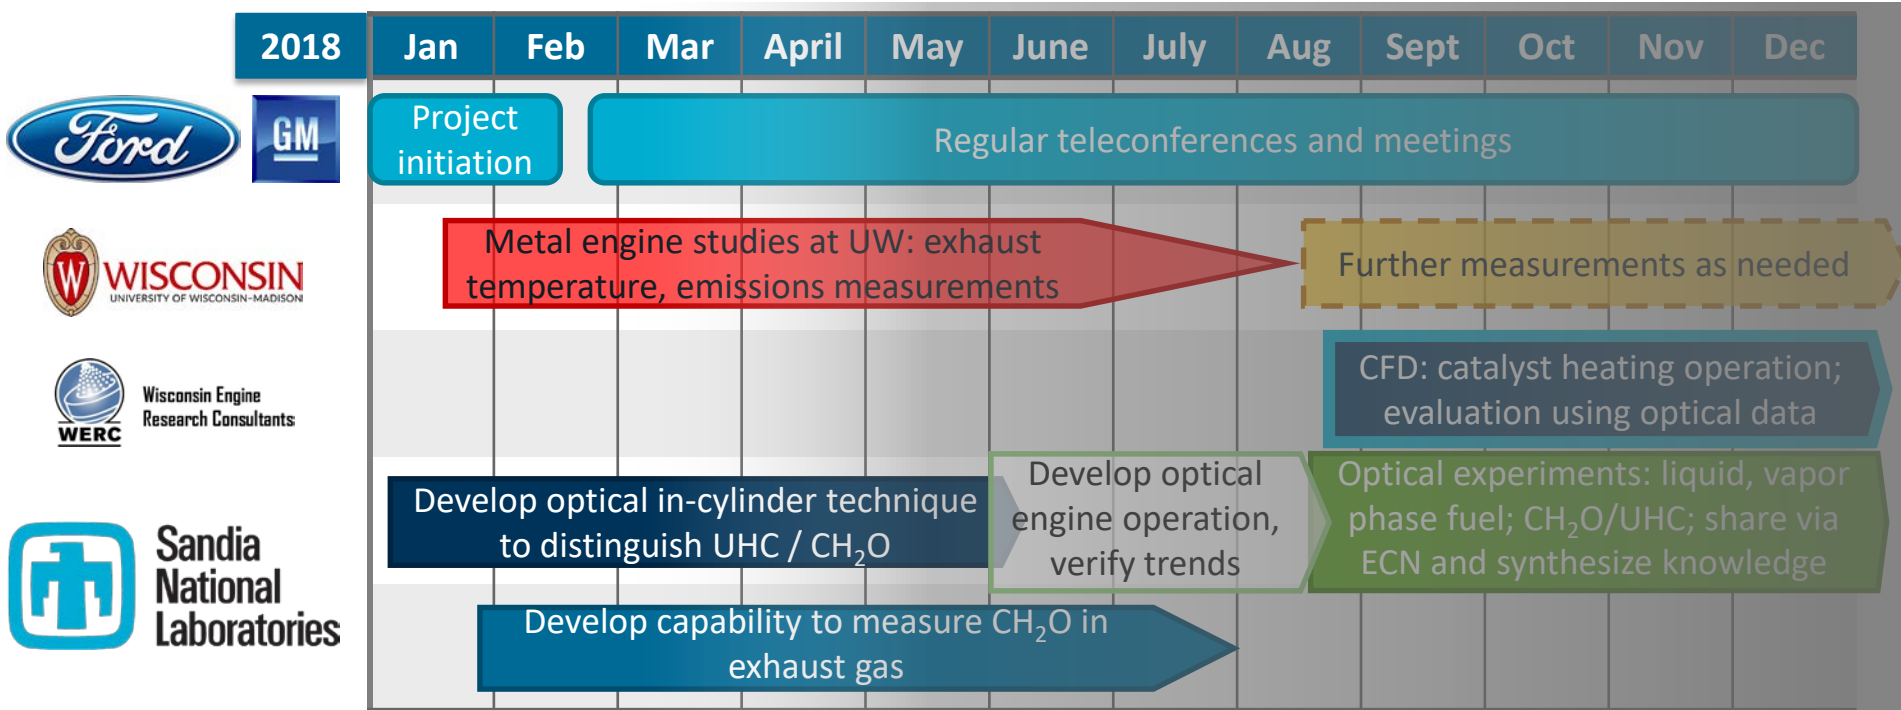 2018 Jan Feb Mar April May June July Aug Sept Oct Nov Dec
Ford
GM
Project
initiation
Regular teleconferences and meetings
W WISCONSIN
UNIVERSITY OF WISCONSIN–MADISON
Metal engine studies at UW: exhaust
temperature, emissions measurements
Further measurements as needed
WERC
Wisconsin Engine
Research Consultants
CFD: catalyst heating operation;
evaluation using optical data
Sandia
National
Laboratories
Develop optical in-cylinder technique
to distinguish UHC / CH₂O
Develop optical
engine operation,
verify trends
Optical experiments: liquid, vapor
phase fuel; CH₂O/UHC; share via
ECN and synthesize knowledge
Develop capability to measure CH₂O in
exhaust gas